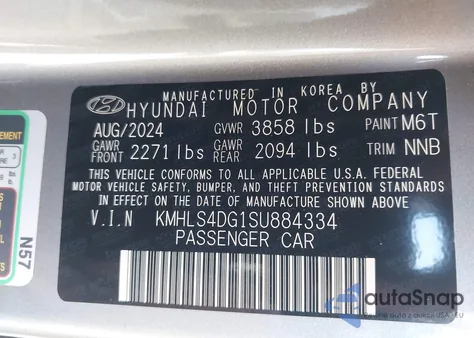 MANUFACTURED IN KOREA BY
HYUNDAI MOTOR COMPANY
AUG/2024 GVWR 3858 lbs PAINT M6T
GAWR FRONT 2271 lbs GAWR REAR 2094 lbs TRIM NNB
THIS VEHICLE CONFORMS TO ALL APPLICABLE U.S.A. FEDERAL
MOTOR VEHICLE SAFETY, BUMPER, AND THEFT PREVENTION STANDARDS
IN EFFECT ON THE DATE OF MANUFACTURE SHOWN ABOVE.
V.I.N KMHLS4DG1SU884334
PASSENGER CAR
EMENT
3
N57
autoSnap